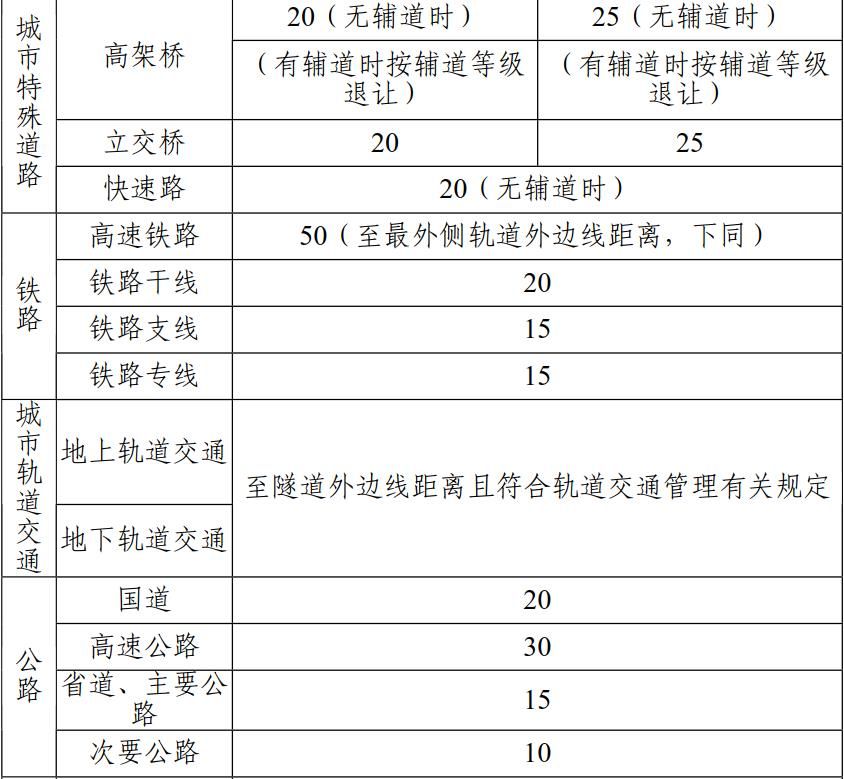 城市特殊道路
高架桥
20（无辅道时）
25（无辅道时）
（有辅道时按辅道等级
退让）
（有辅道时按辅道等级
退让）
立交桥
20
25
快速路
20（无辅道时）
铁路
高速铁路
50（至最外侧轨道外边线距离，下同）
铁路干线
20
铁路支线
15
铁路专线
15
城市轨道交通
地上轨道交通
至隧道外边线距离且符合轨道交通管理有关规定
地下轨道交通
公路
国道
20
高速公路
30
省道、主要公
路
15
次要公路
10